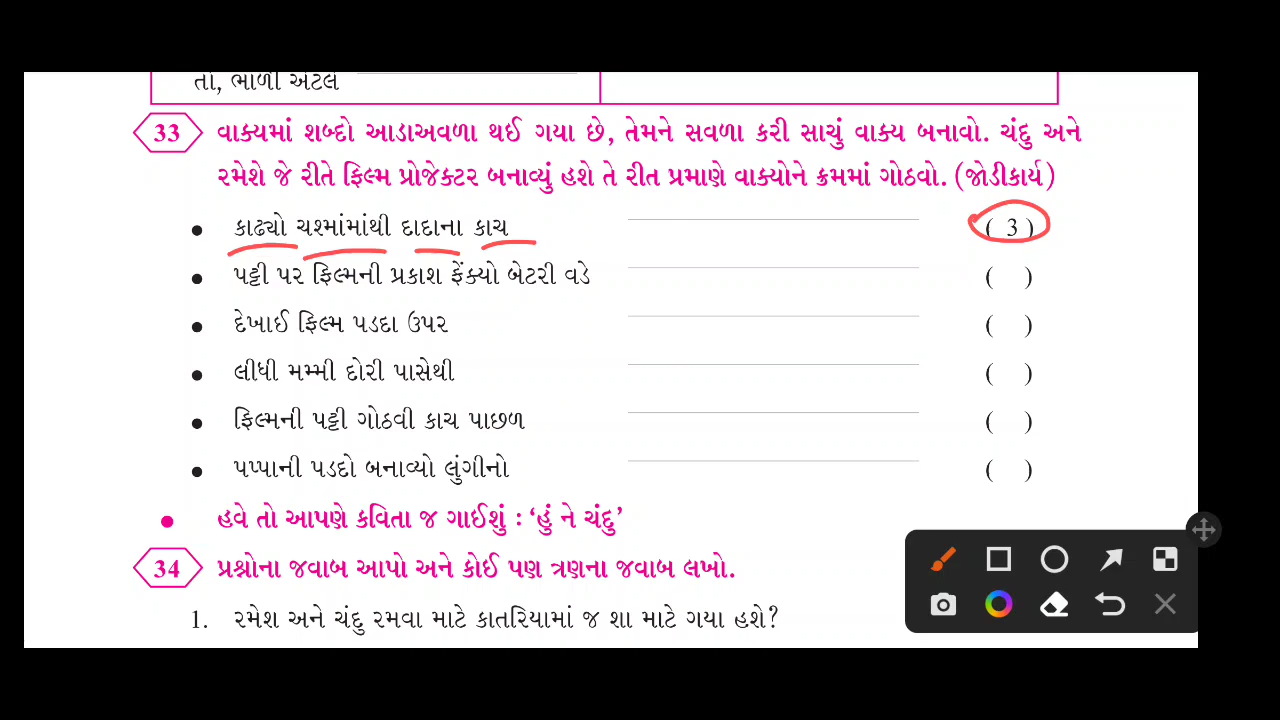 તો, ભોળી એટલે
33 વાક્યમાં શબ્દો આડાઅવળા થઈ ગયા છે, તેમને સવળા કરી સાચું વાક્ય બનાવો. ચંદુ અને
રમેશે જે રીતે ફિલ્મ પ્રોજેક્ટર બનાવ્યું હશે તે રીત પ્રમાણે વાક્યોને ક્રમમાં ગોઠવો. (જોડીકાર્ય)
• કાઢ્યો ચશ્માંમાંથી દાદાના કાચ ( 3 )
• પટ્ટી પર ફિલ્મની પ્રકાશ ફેંક્યો બેટરી વડે ( )
• દેખાઈ ફિલ્મ પડદા ઉપર ( )
• લીધી મમ્મી દોરી પાસેથી ( )
• ફિલ્મની પટ્ટી ગોઠવી કાચ પાછળ ( )
• પપ્પાની પડદો બનાવ્યો લુંગીનો ( )
• હવે તો આપણે કવિતા જ ગાઈશું : ‘હું ને ચંદુ’
34 પ્રશ્નોના જવાબ આપો અને કોઈ પણ ત્રણના જવાબ લખો.
1. રમેશ અને ચંદુ રમવા માટે કાતરિયામાં જ શા માટે ગયા હશે?